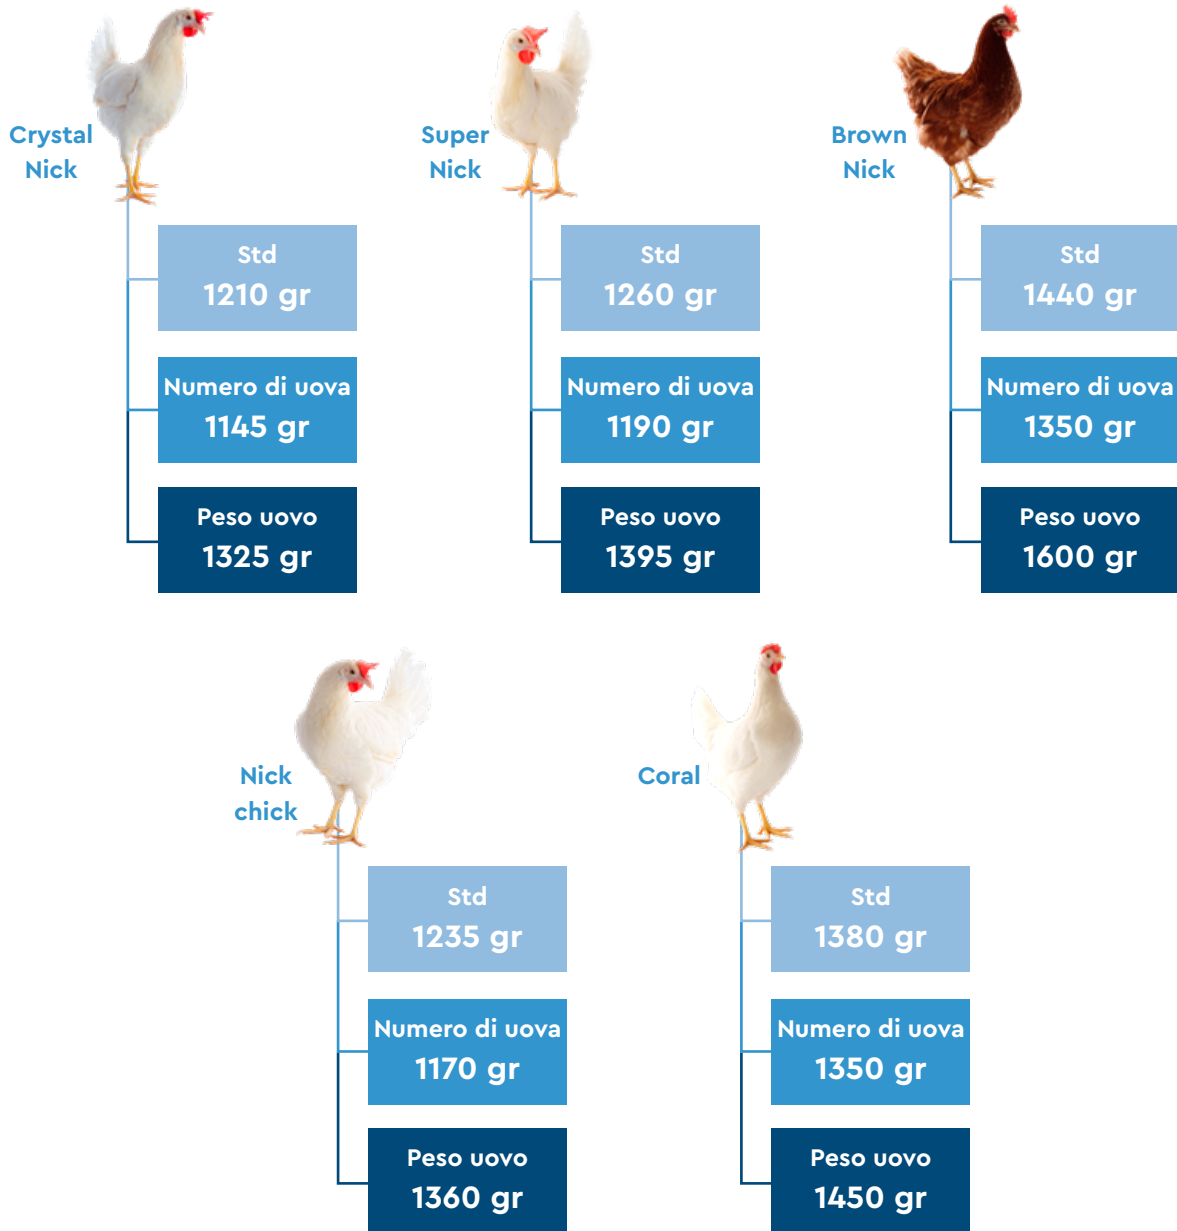 Crystal
Nick
Std
1210 gr
Numero di uova
1145 gr
Peso uovo
1325 gr
Super
Nick
Std
1260 gr
Numero di uova
1190 gr
Peso uovo
1395 gr
Brown
Nick
Std
1440 gr
Numero di uova
1350 gr
Peso uovo
1600 gr
Nick
chick
Std
1235 gr
Numero di uova
1170 gr
Peso uovo
1360 gr
Coral
Std
1380 gr
Numero di uova
1350 gr
Peso uovo
1450 gr